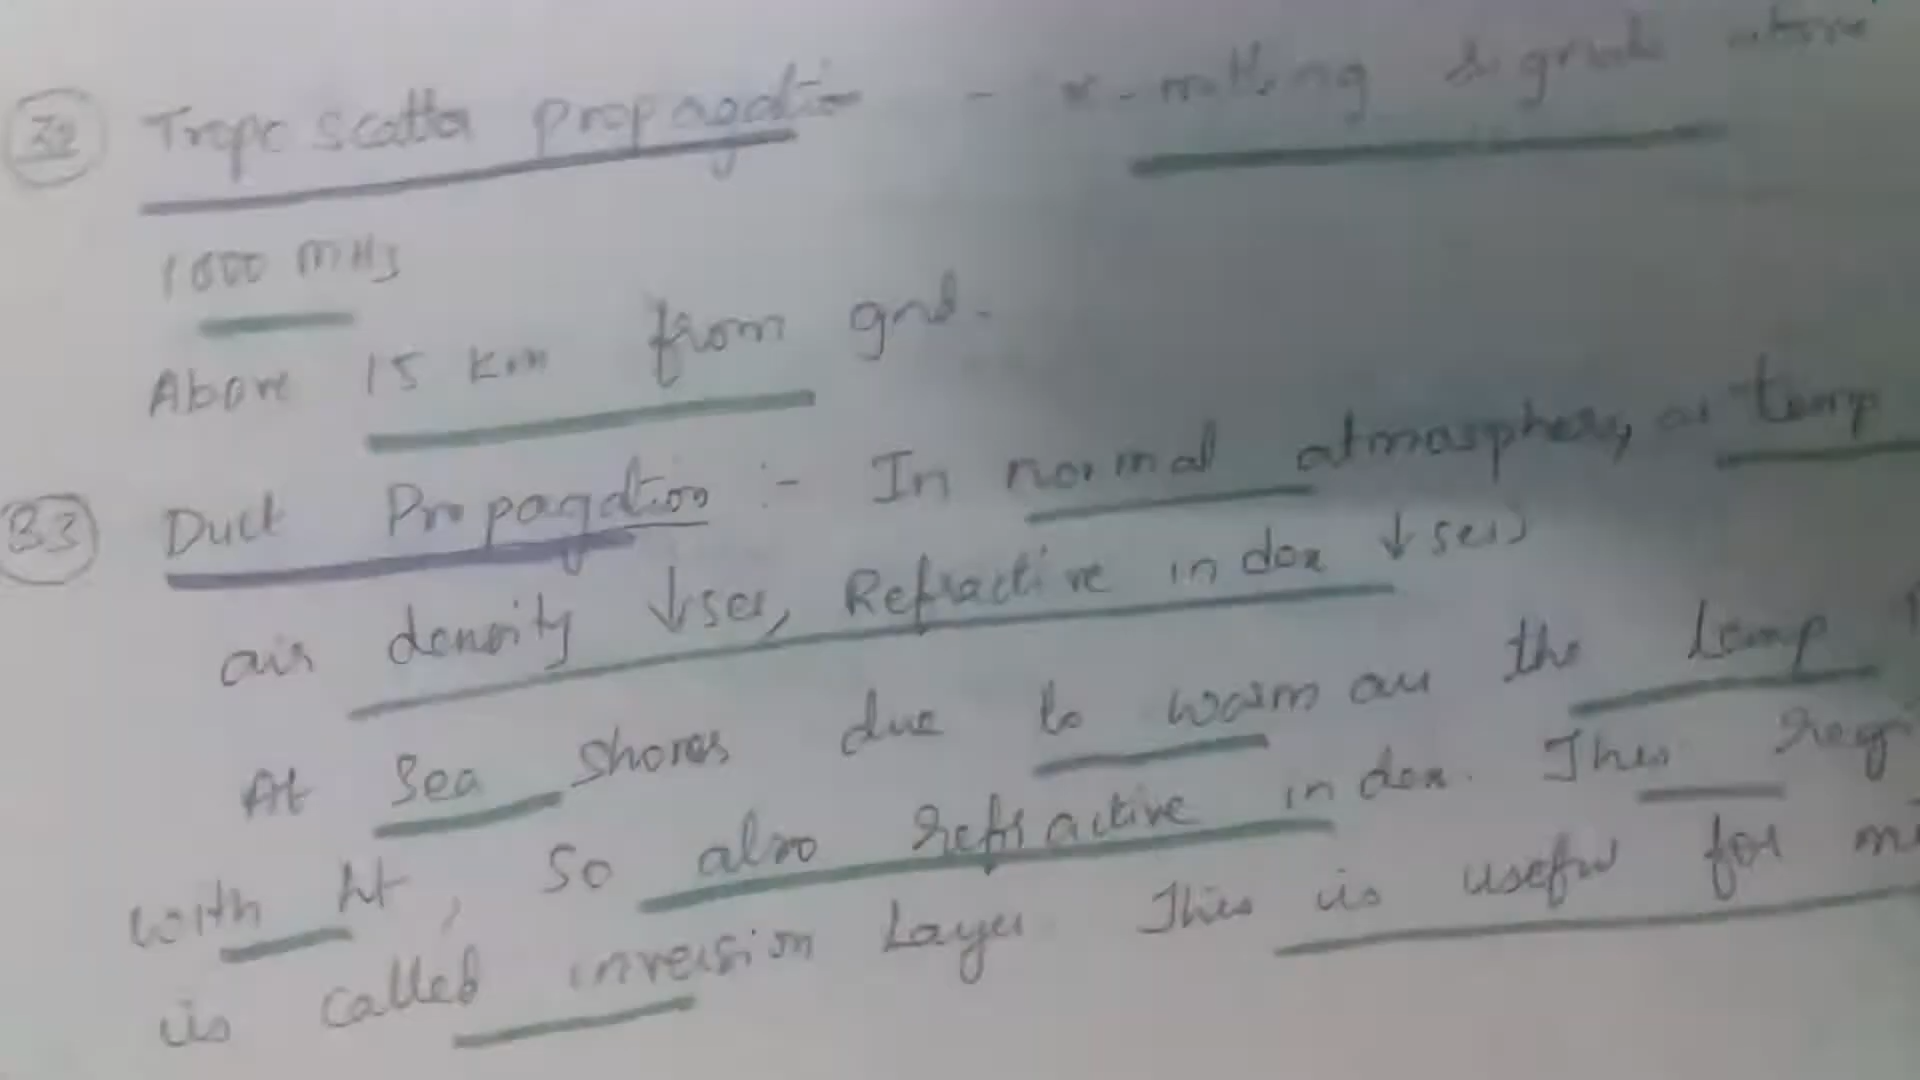 32 Tropo scatter propagation - x-mitting signals above
1000 MHz
Above 15 Km from gnd.
33 Duct Propagation :- In normal atmosphere, as temp
air density ↓ses, Refractive index ↓ses
At Sea Shores due to warm air the temp
with ht, so also refractive index. This
is called inversion Layer. This is useful for